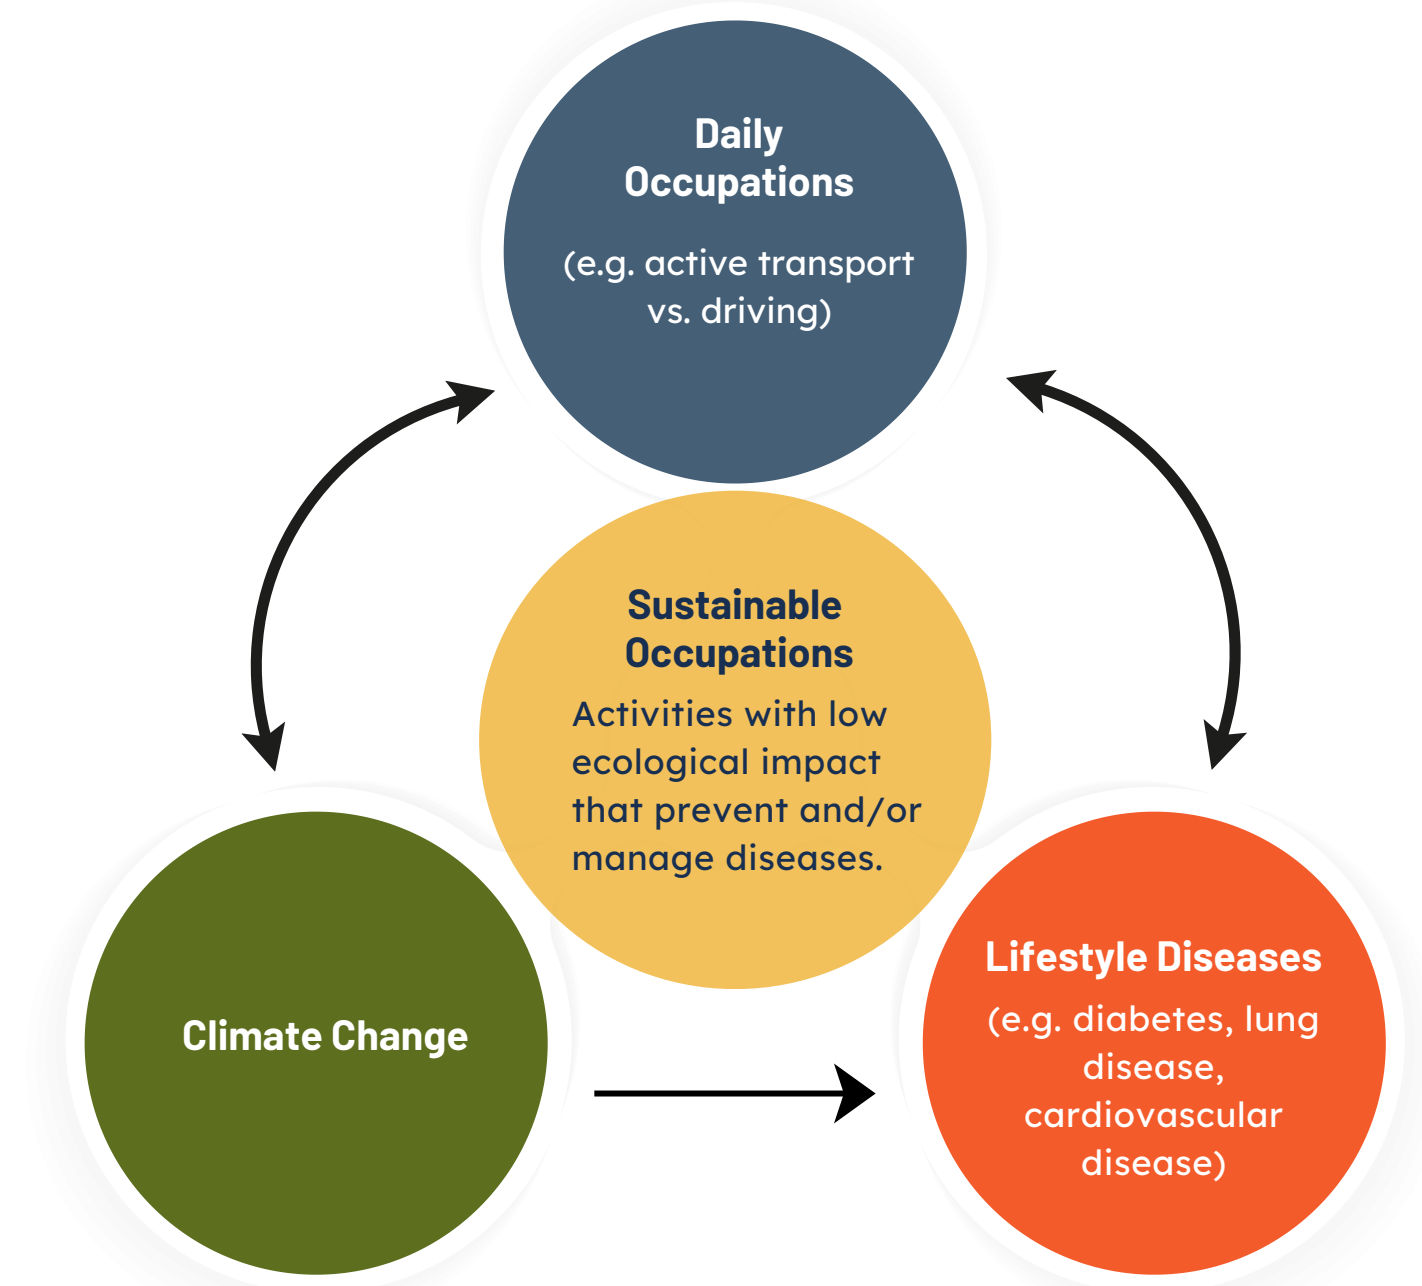 Daily
Occupations
(e.g. active transport
vs. driving)
Sustainable
Occupations
Activities with low
ecological impact
that prevent and/or
manage diseases.
Climate Change
Lifestyle Diseases
(e.g. diabetes, lung
disease,
cardiovascular
disease)